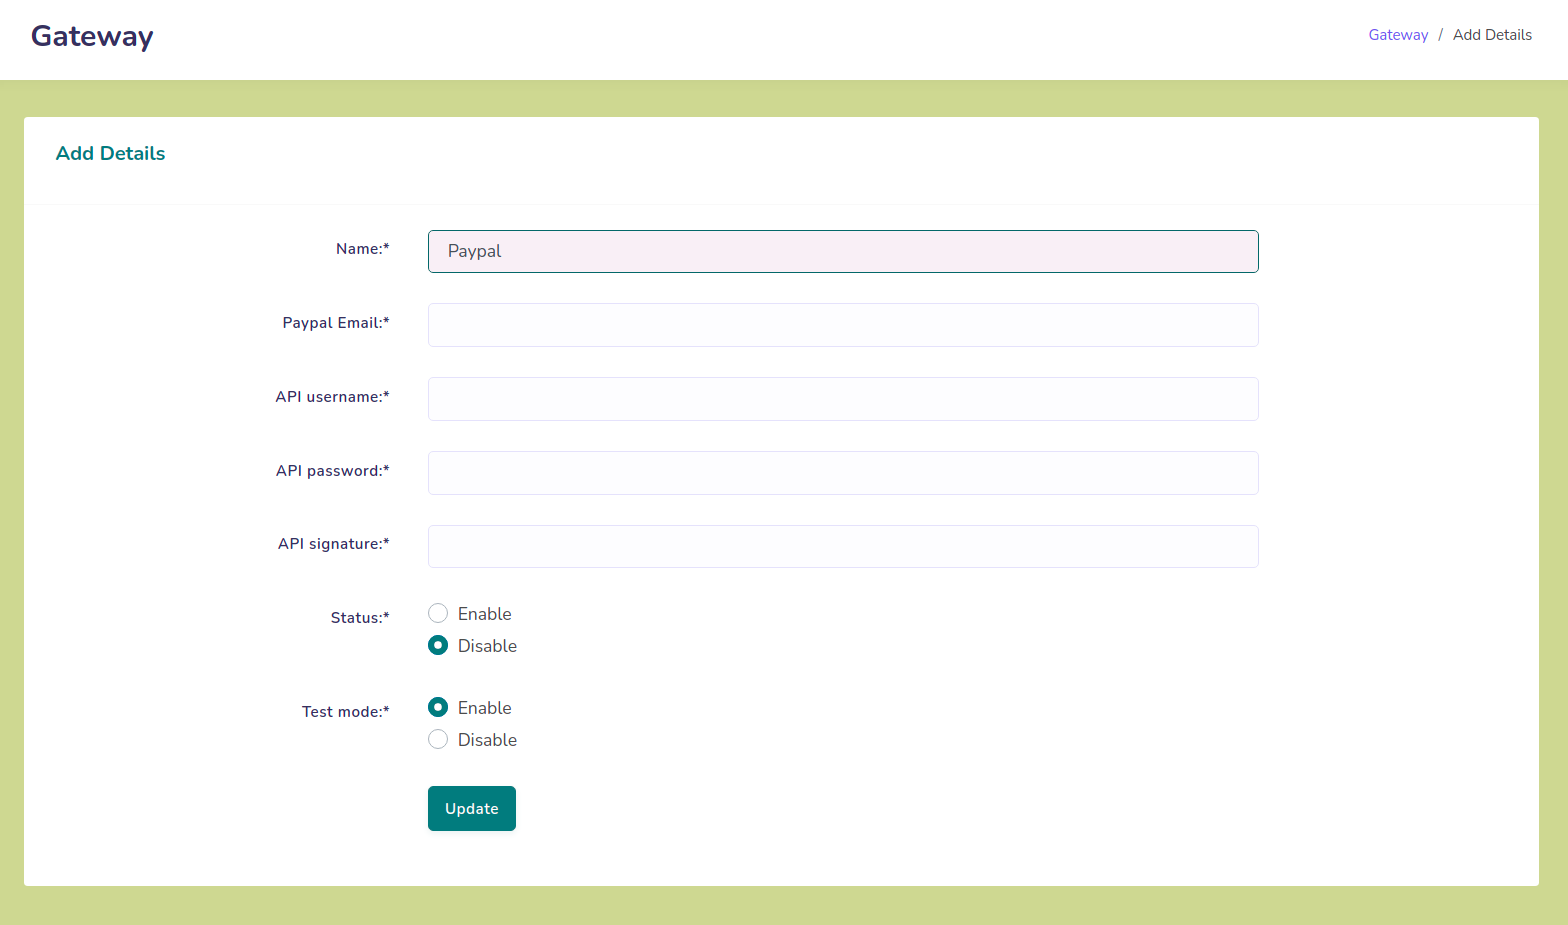 Gateway
Gateway / Add Details
Add Details
Name:* Paypal
Paypal Email:*
API username:*
API password:*
API signature:*
Status:* Enable
Disable
Test mode:* Enable
Disable
Update